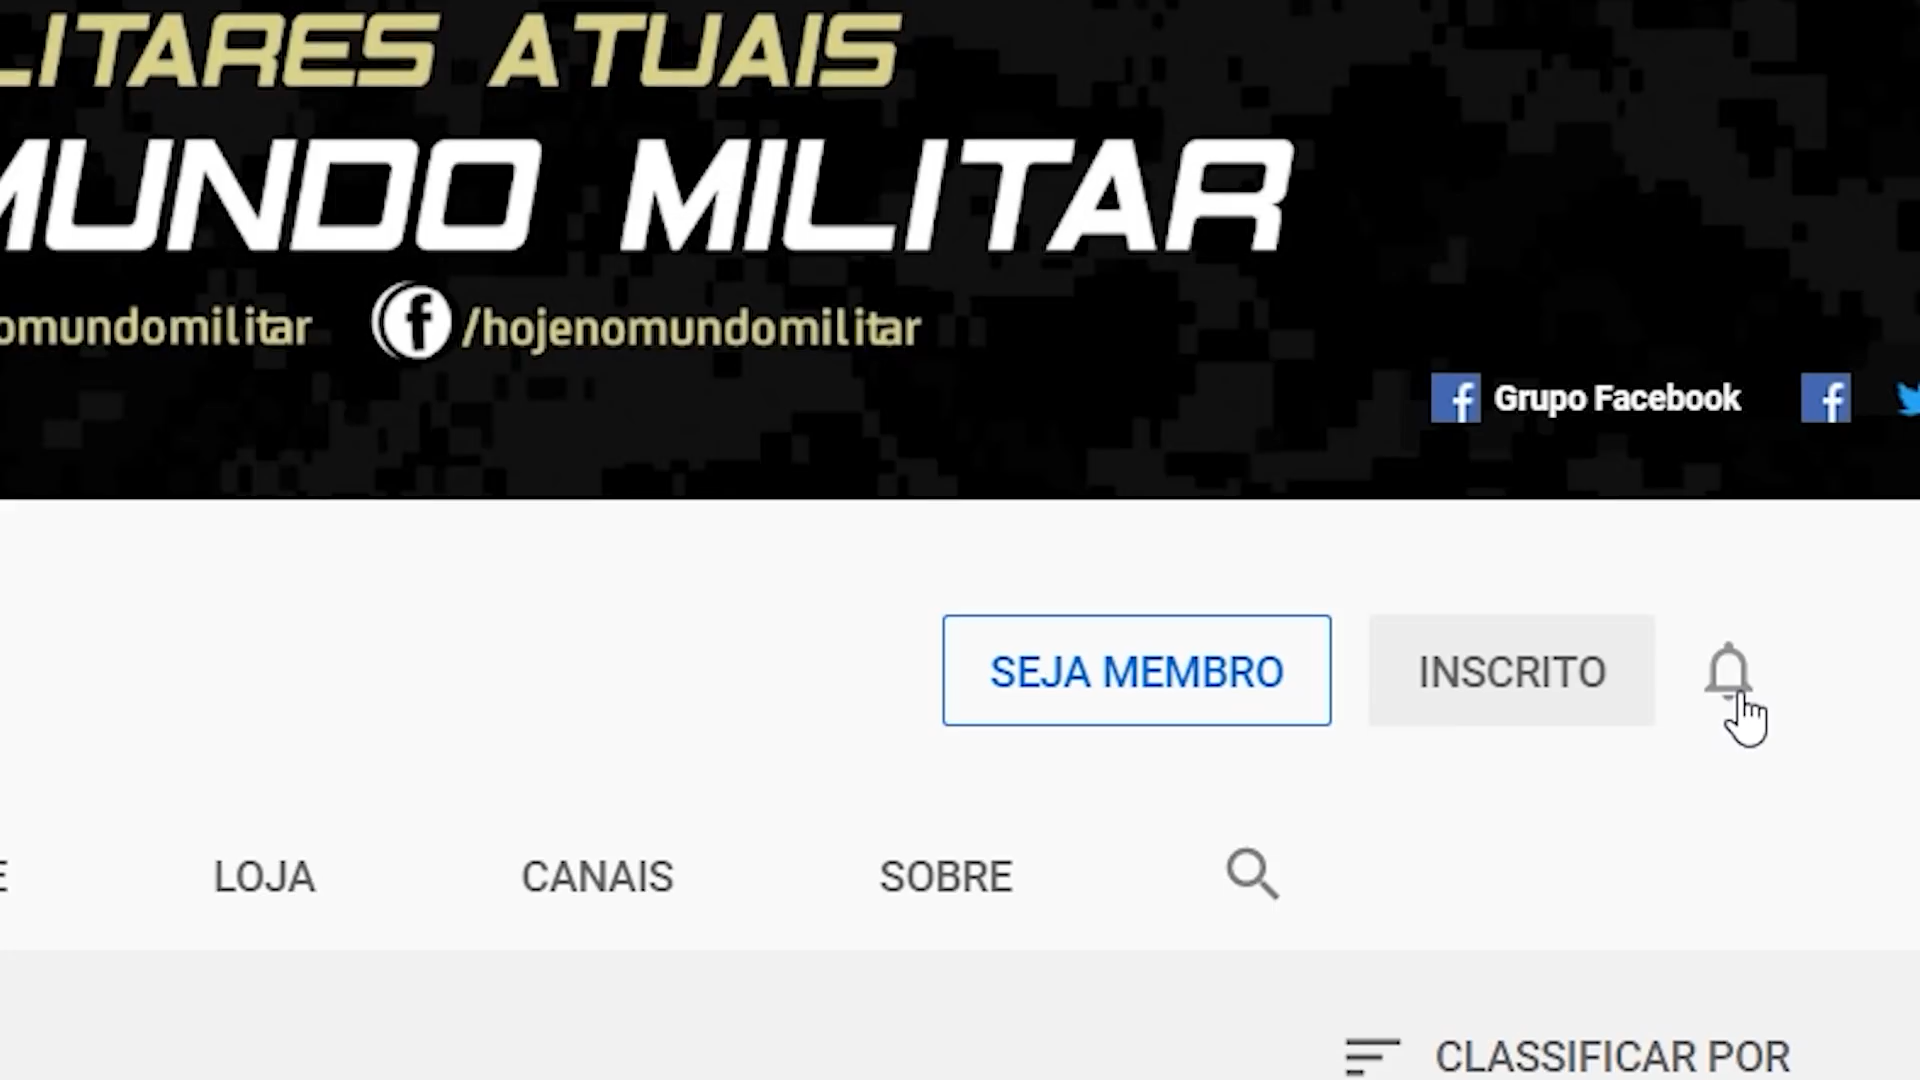 LITARES ATUAIS
MUNDO MILITAR
omundomilitar /hojenomundomilitar
Grupo Facebook
SEJA MEMBRO INSCRITO
E LOJA CANAIS SOBRE
CLASSIFICAR POR